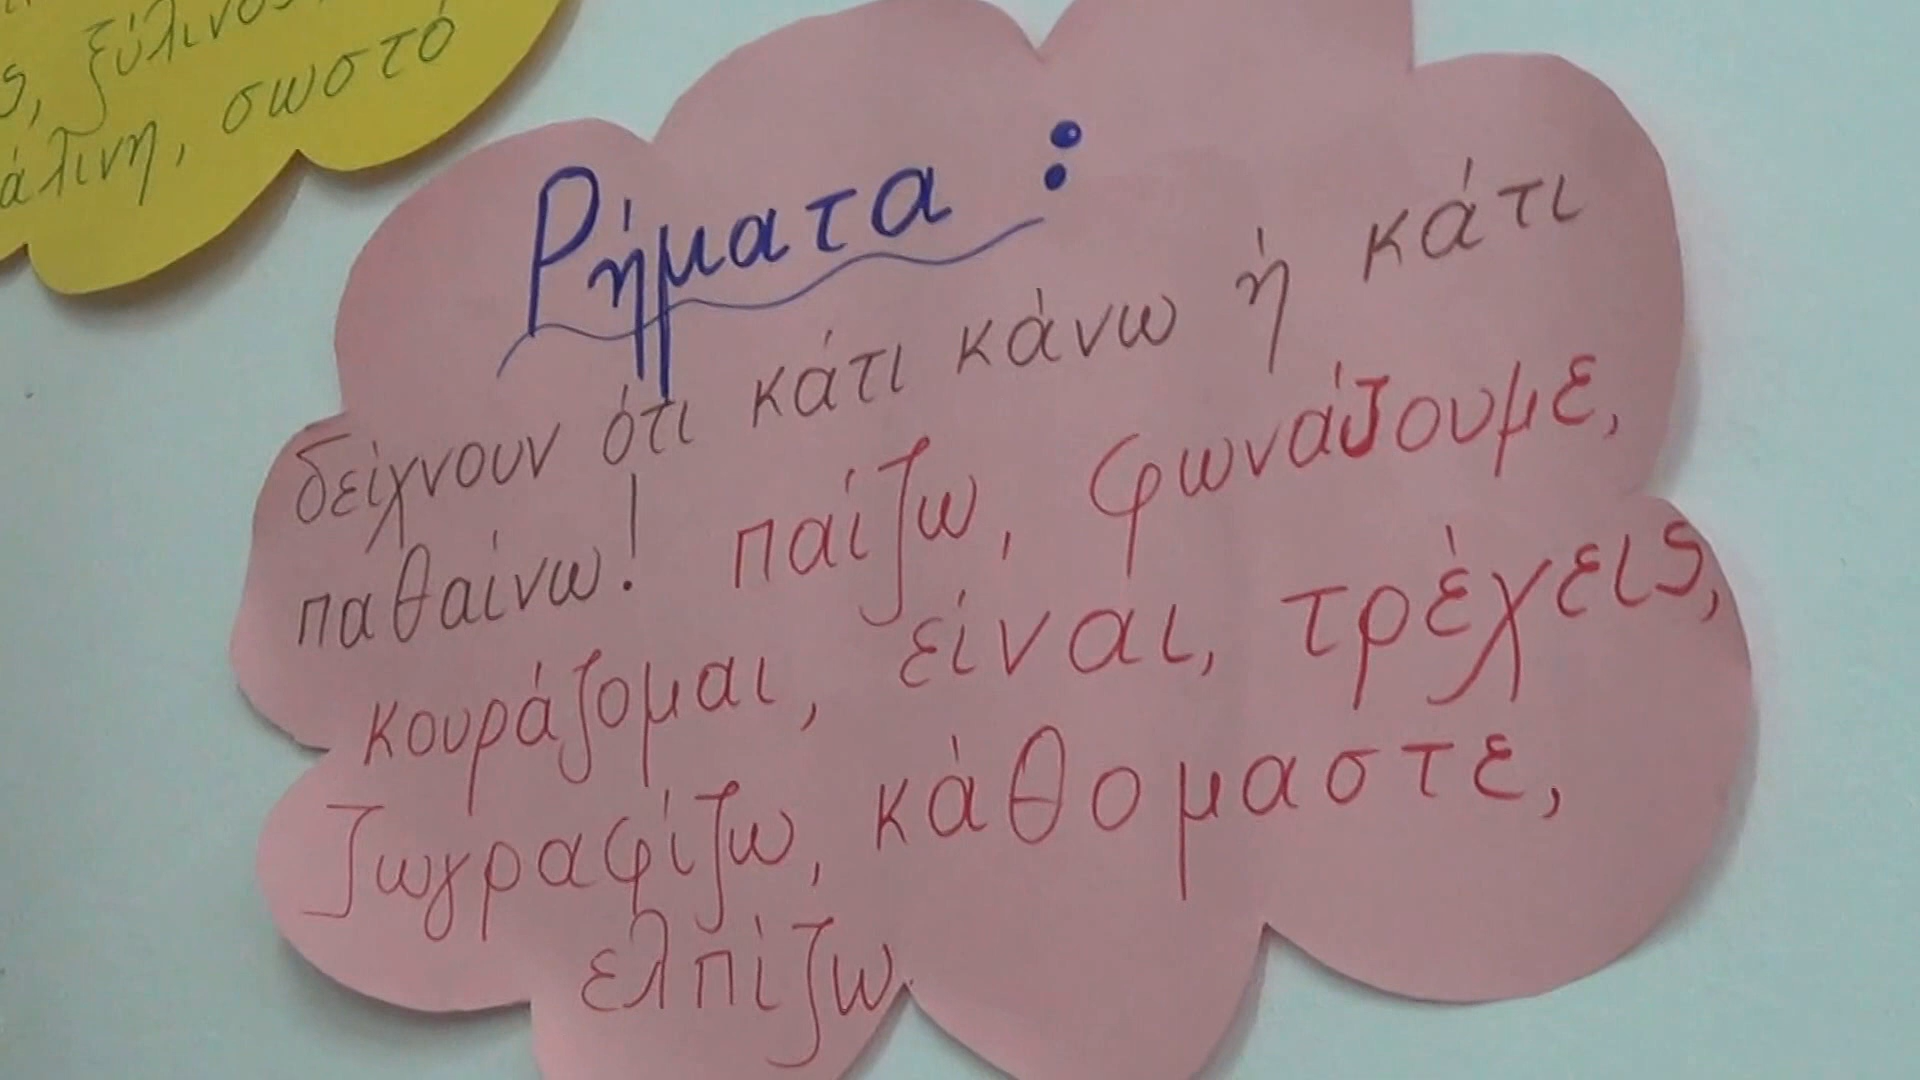 ξύλινο
άλινη, σωστό
Ρήματα :
δείχνουν ότι κάτι κάνω ή κάτι
παθαίνω! παίζω, φωνάζουμε,
κουράζομαι, είναι, τρέχεις,
ζωγραφίζω, κάθομαστε,
ελπίζω.